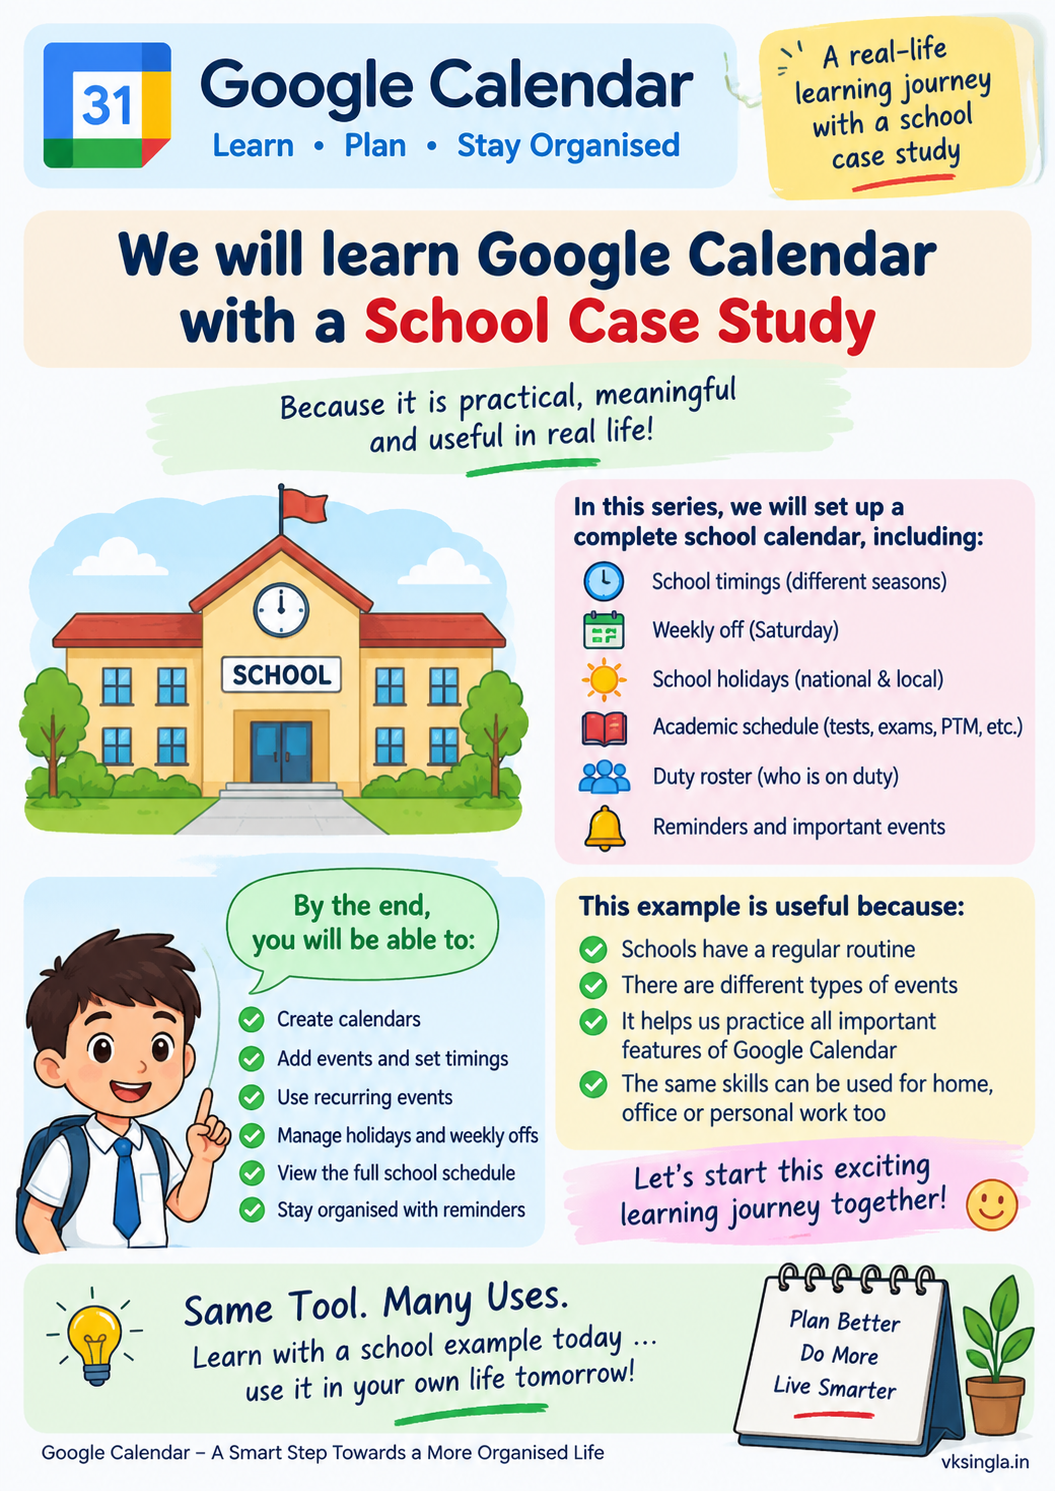 31
Google Calendar
Learn • Plan • Stay Organised
A real-life
learning journey
with a school
case study
We will learn Google Calendar
with a School Case Study
Because it is practical, meaningful
and useful in real life!
SCHOOL
In this series, we will set up a
complete school calendar, including:
School timings (different seasons)
Weekly off (Saturday)
School holidays (national & local)
Academic schedule (tests, exams, PTM, etc.)
Duty roster (who is on duty)
Reminders and important events
By the end,
you will be able to:
Create calendars
Add events and set timings
Use recurring events
Manage holidays and weekly offs
View the full school schedule
Stay organised with reminders
This example is useful because:
Schools have a regular routine
There are different types of events
It helps us practice all important
features of Google Calendar
The same skills can be used for home,
office or personal work too
Let's start this exciting
learning journey together!
Same Tool. Many Uses.
Learn with a school example today ...
use it in your own life tomorrow!
Plan Better
Do More
Live Smarter
Google Calendar – A Smart Step Towards a More Organised Life
vksingla.in